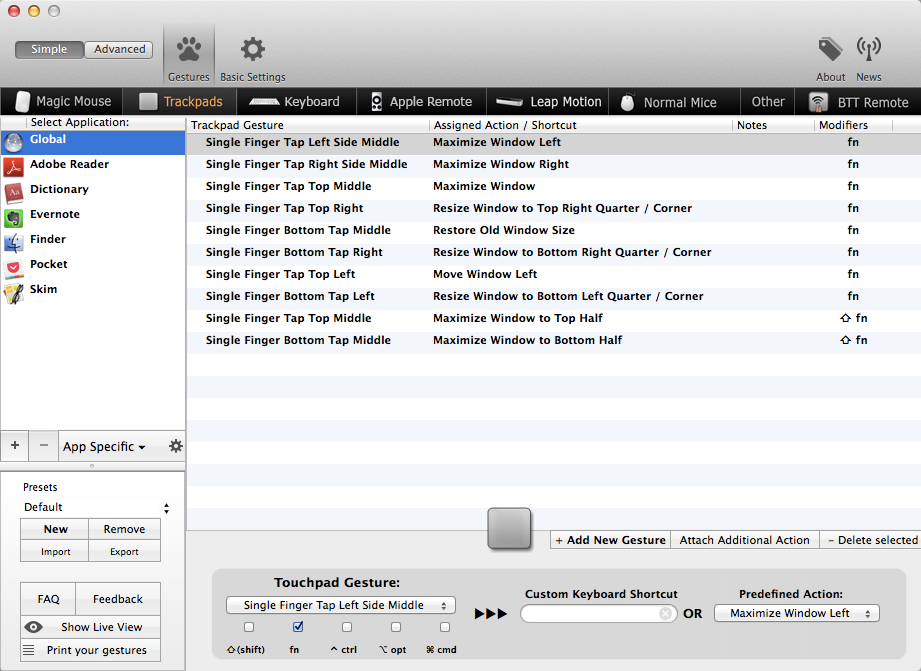 Simple Advanced
Gestures Basic Settings About News
Magic Mouse Trackpads Keyboard Apple Remote Leap Motion Normal Mice Other BTT Remote
Select Application:
Global
Adobe Reader
Dictionary
Evernote
Finder
Pocket
Skim
+ − App Specific
Trackpad Gesture Assigned Action / Shortcut Notes Modifiers
Single Finger Tap Left Side Middle Maximize Window Left fn
Single Finger Tap Right Side Middle Maximize Window Right fn
Single Finger Tap Top Middle Maximize Window fn
Single Finger Tap Top Right Resize Window to Top Right Quarter / Corner fn
Single Finger Bottom Tap Middle Restore Old Window Size fn
Single Finger Bottom Tap Right Resize Window to Bottom Right Quarter / Corner fn
Single Finger Tap Top Left Move Window Left fn
Single Finger Bottom Tap Left Resize Window to Bottom Left Quarter / Corner fn
Single Finger Tap Top Middle Maximize Window to Top Half ⇧ fn
Single Finger Bottom Tap Middle Maximize Window to Bottom Half ⇧ fn
Presets
Default
New Remove
Import Export
FAQ Feedback
Show Live View
Print your gestures
+ Add New Gesture Attach Additional Action − Delete selected
Touchpad Gesture:
Single Finger Tap Left Side Middle
⇧(shift) fn ⌃ ctrl ⌥ opt ⌘ cmd
Custom Keyboard Shortcut
OR
Predefined Action:
Maximize Window Left